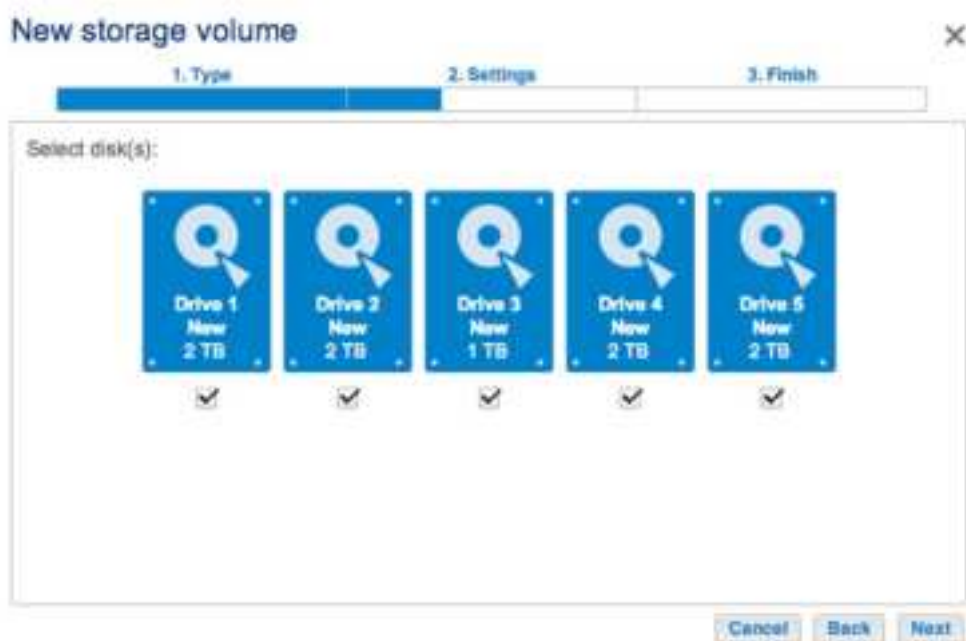 New storage volume
1. Type 2. Settings 3. Finish
Select disk(s):
Drive 1 Drive 2 Drive 3 Drive 4 Drive 5
New New New New New
2 TB 2 TB 1 TB 2 TB 2 TB
Cancel Back Next